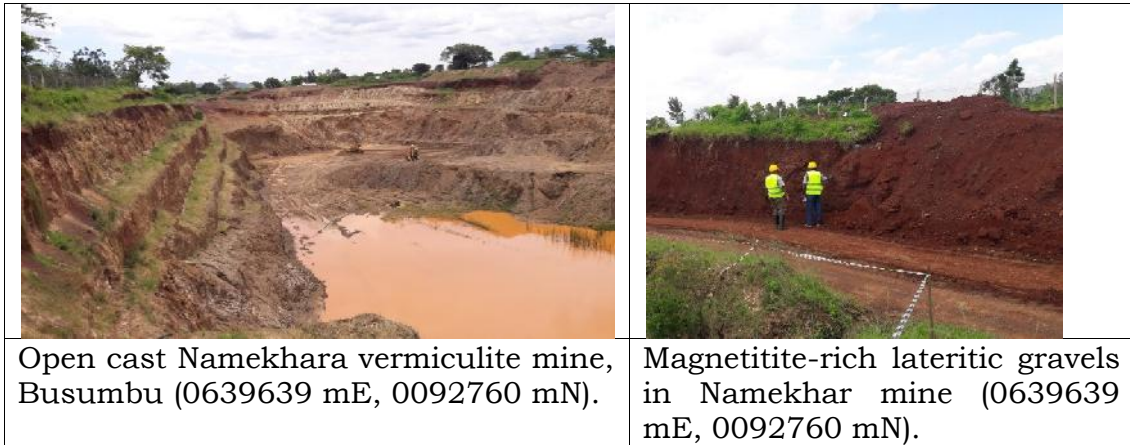 Open cast Namekhara vermiculite mine,
Busumbu (0639639 mE, 0092760 mN).
Magnetitite-rich lateritic gravels
in Namekhar mine (0639639
mE, 0092760 mN).